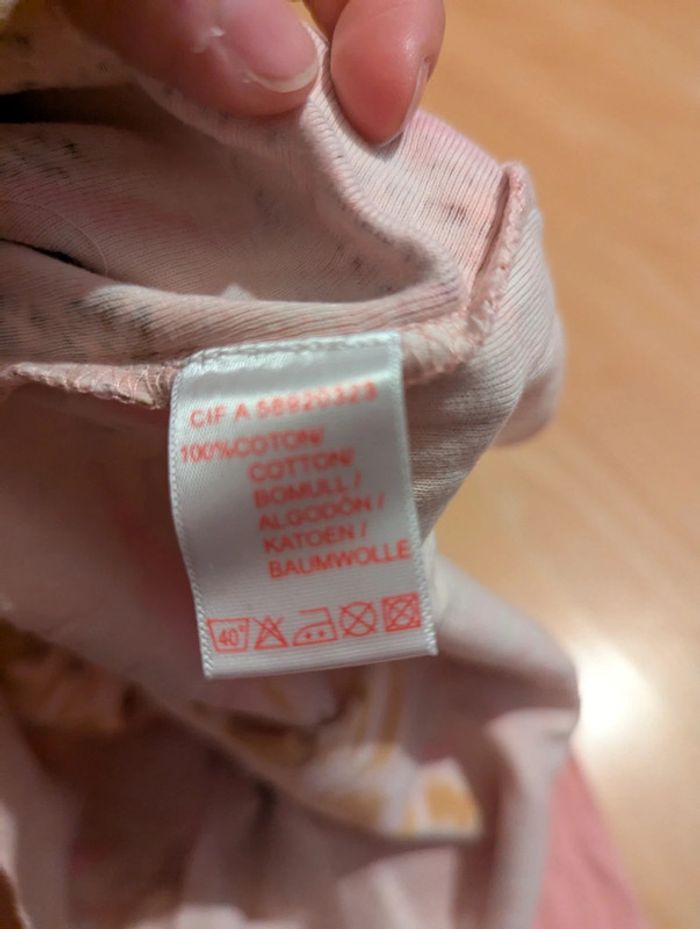 CIF A 58920323
100%COTON/
COTTON/
BOMULL /
ALGODÓN /
KATOEN /
BAUMWOLLE
40°